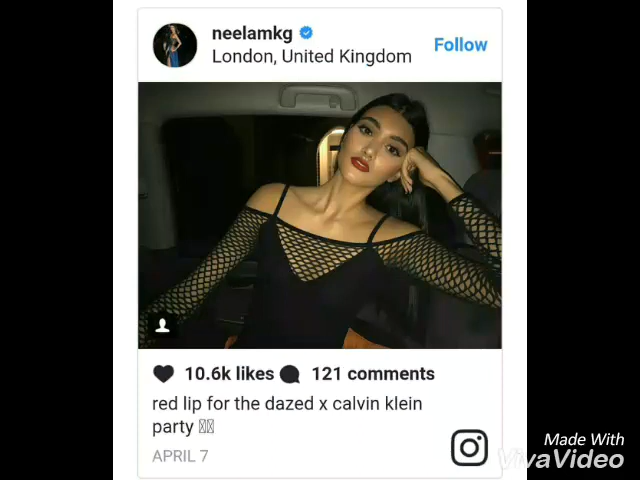 neelamkg
London, United Kingdom
Follow
10.6k likes 121 comments
red lip for the dazed x calvin klein
party
APRIL 7
Made With
VivaVideo